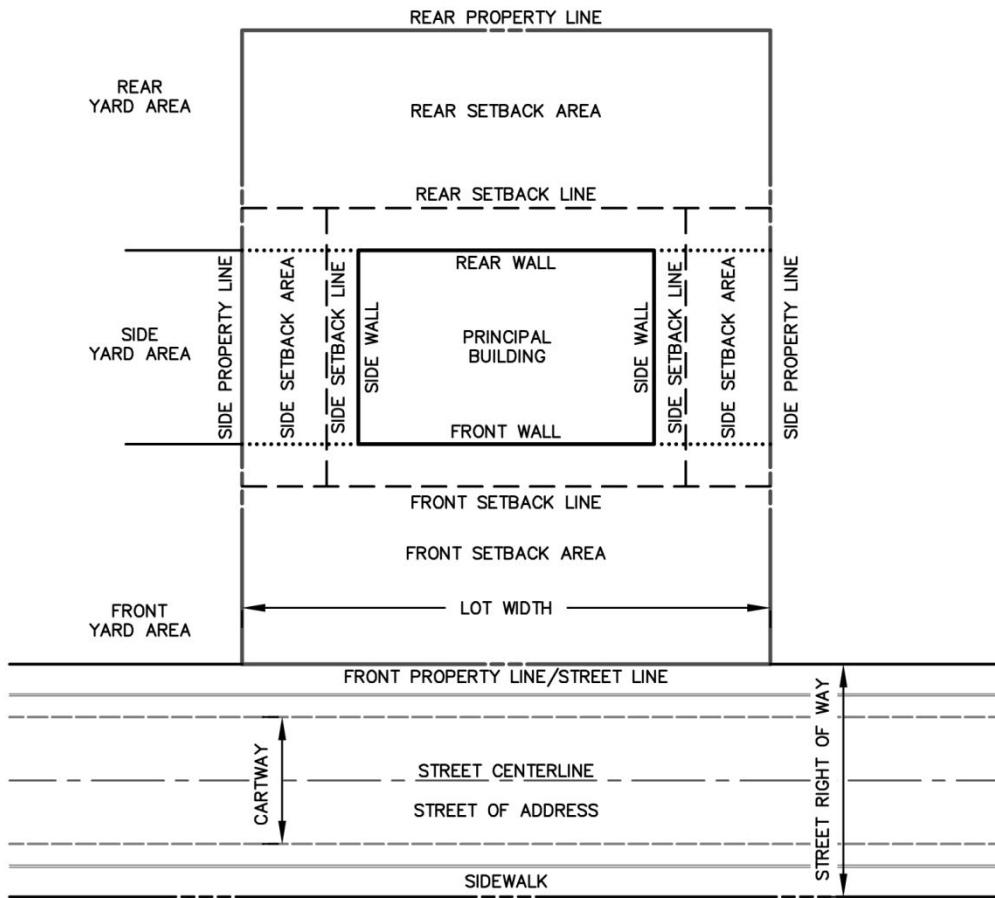 REAR PROPERTY LINE
REAR
YARD AREA
REAR SETBACK AREA
REAR SETBACK LINE
SIDE
YARD AREA
SIDE PROPERTY LINE
SIDE SETBACK AREA
SIDE SETBACK LINE
SIDE WALL
REAR WALL
PRINCIPAL
BUILDING
FRONT WALL
SIDE WALL
SIDE SETBACK LINE
SIDE SETBACK AREA
SIDE PROPERTY LINE
FRONT SETBACK LINE
FRONT SETBACK AREA
LOT WIDTH
FRONT
YARD AREA
FRONT PROPERTY LINE/STREET LINE
CARTWAY
STREET CENTERLINE
STREET OF ADDRESS
STREET RIGHT OF WAY
SIDEWALK